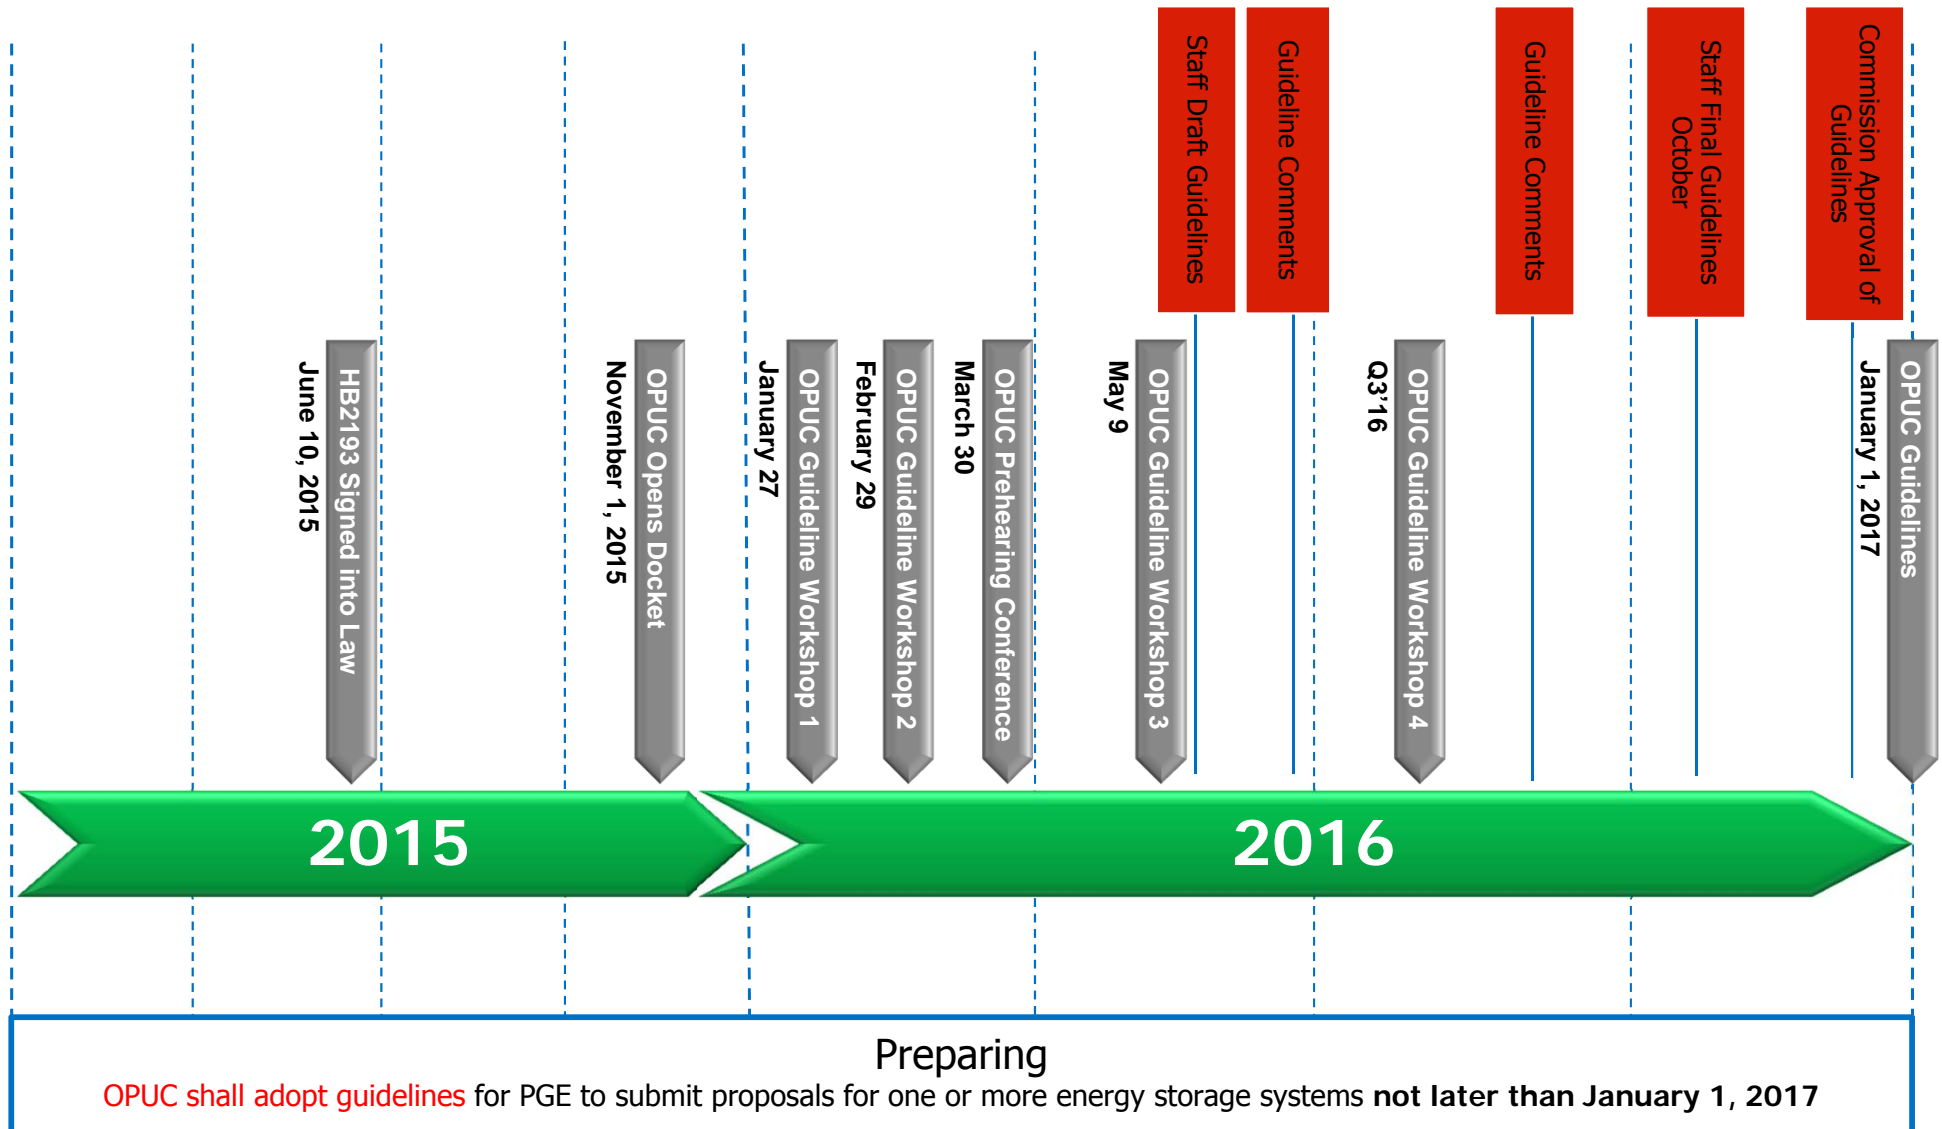 Staff Draft Guidelines
Guideline Comments
Guideline Comments
Staff Final Guidelines
October
Commission Approval of
Guidelines
HB2193 Signed into Law
June 10, 2015
OPUC Opens Docket
November 1, 2015
OPUC Guideline Workshop 1
January 27
OPUC Guideline Workshop 2
February 29
OPUC Prehearing Conference
March 30
OPUC Guideline Workshop 3
May 9
OPUC Guideline Workshop 4
Q3’16
OPUC Guidelines
January 1, 2017
2015
2016
Preparing
OPUC shall adopt guidelines for PGE to submit proposals for one or more energy storage systems not later than January 1, 2017